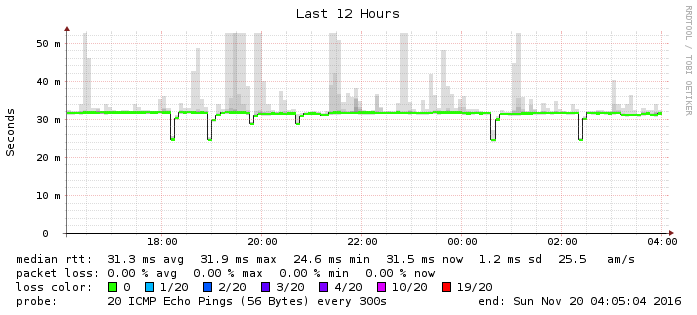 Last 12 Hours
RRDTOOL / TOBI OETIKER
Seconds
50 m
40 m
30 m
20 m
10 m
0
18:00 20:00 22:00 00:00 02:00 04:00
median rtt: 31.3 ms avg 31.9 ms max 24.6 ms min 31.5 ms now 1.2 ms sd 25.5 am/s
packet loss: 0.00 % avg 0.00 % max 0.00 % min 0.00 % now
loss color: 0 1/20 2/20 3/20 4/20 10/20 19/20
probe: 20 ICMP Echo Pings (56 Bytes) every 300s end: Sun Nov 20 04:05:04 2016